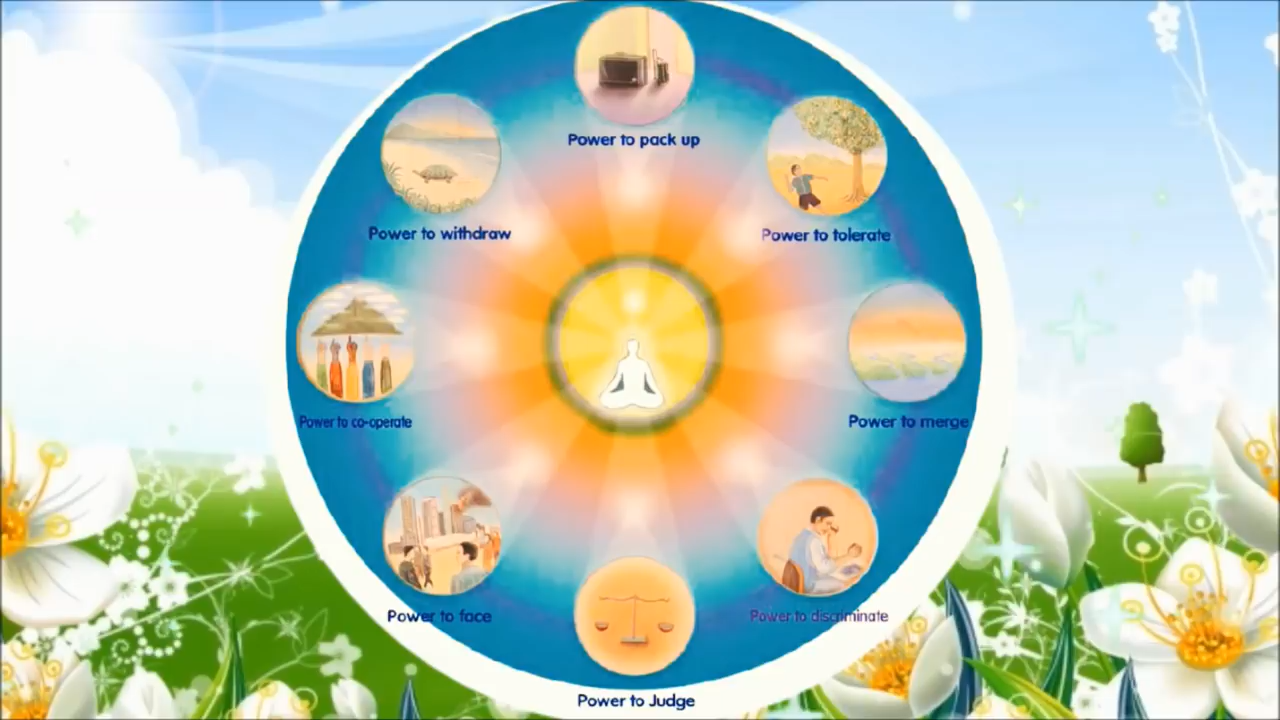 Power to pack up
Power to withdraw
Power to tolerate
Power to co-operate
Power to merge
Power to face
Power to discriminate
Power to Judge